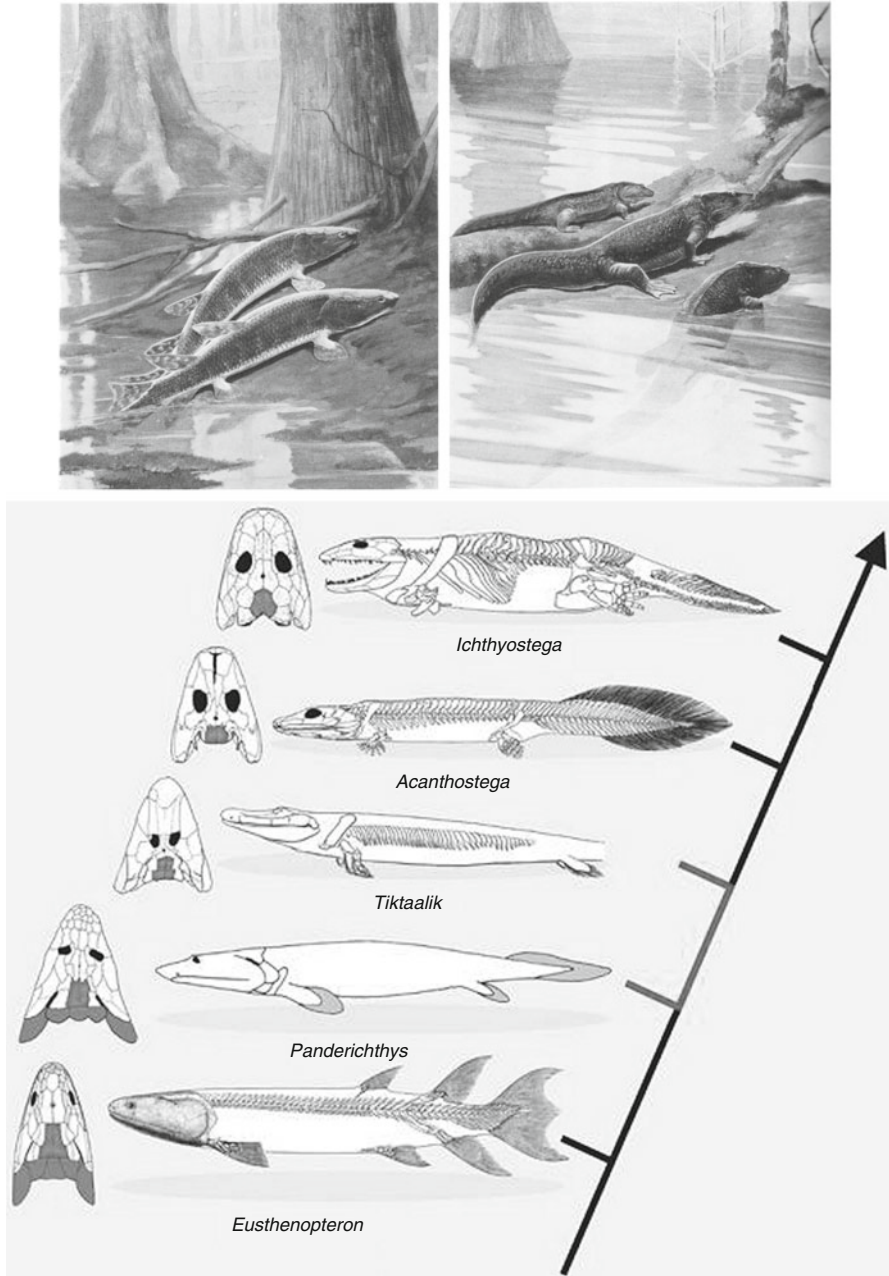 Ichthyostega
Acanthostega
Tiktaalik
Panderichthys
Eusthenopteron